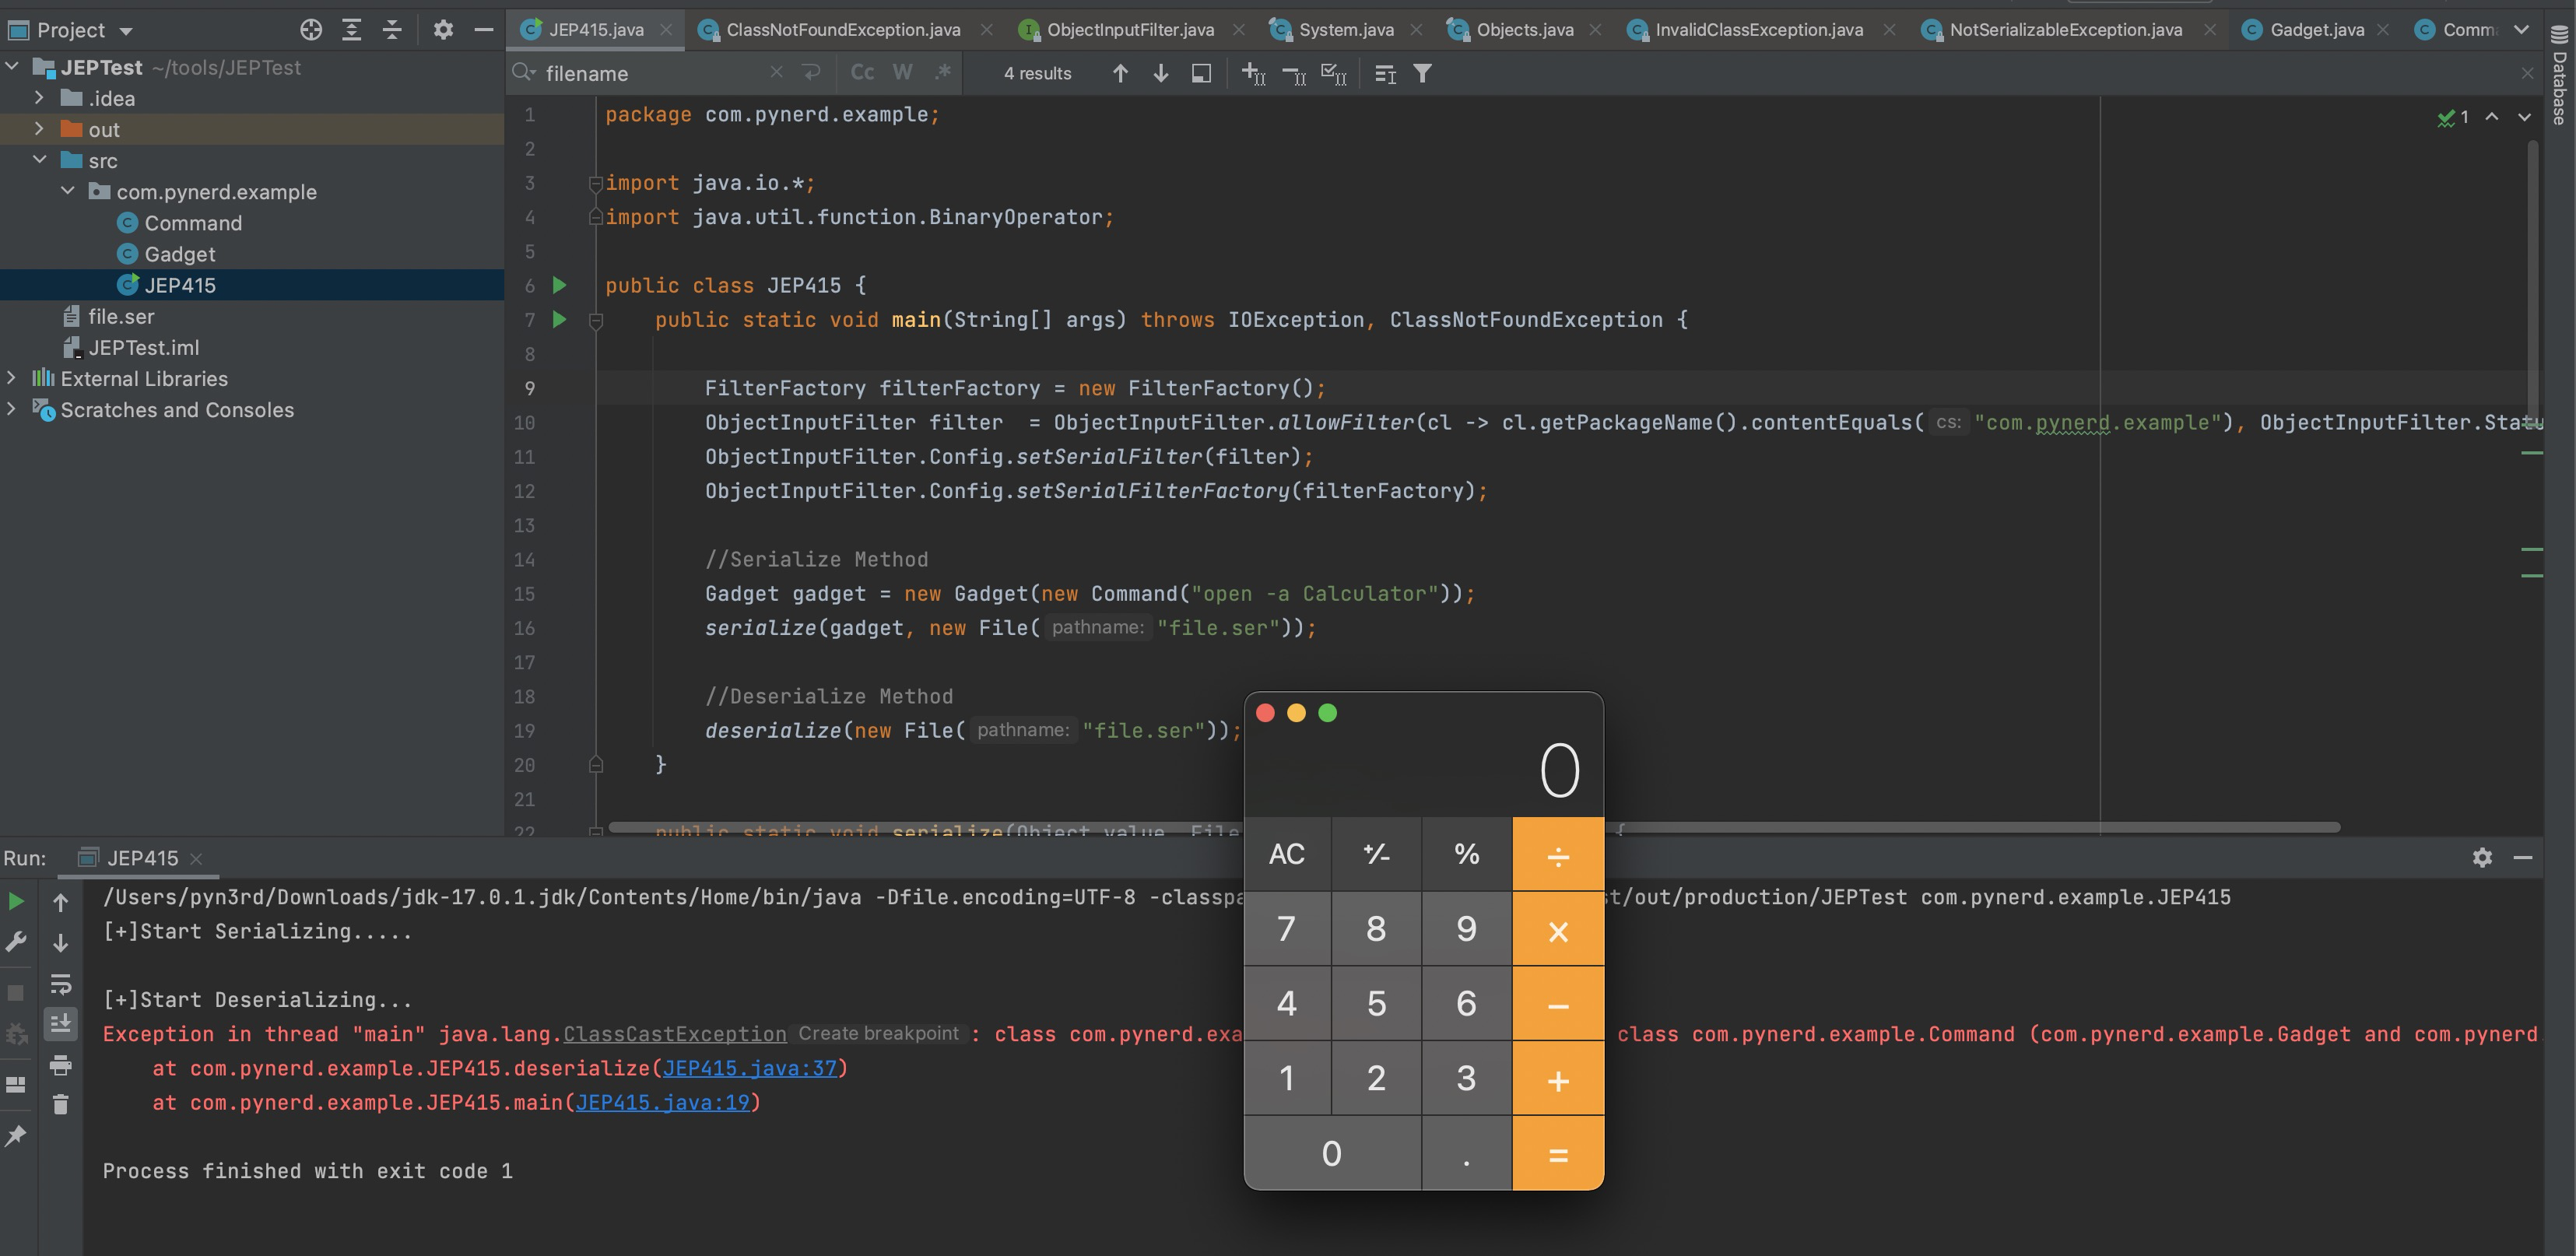 Project
JEP415.java
ClassNotFoundException.java
ObjectInputFilter.java
System.java
Objects.java
InvalidClassException.java
NotSerializableException.java
Gadget.java
Database
JEPTest ~/tools/JEPTest
.idea
out
src
com.pynerd.example
Command
Gadget
JEP415
file.ser
JEPTest.iml
External Libraries
Scratches and Consoles
filename
Cc W .*
4 results
1
1 package com.pynerd.example;
2
3 import java.io.*;
4 import java.util.function.BinaryOperator;
5
6 public class JEP415 {
7 public static void main(String[] args) throws IOException, ClassNotFoundException {
8
9 FilterFactory filterFactory = new FilterFactory();
10 ObjectInputFilter filter  = ObjectInputFilter.allowFilter(cl -> cl.getPackageName().contentEquals( cs: "com.pynerd.example"), ObjectInputFilter.Statu
11 ObjectInputFilter.Config.setSerialFilter(filter);
12 ObjectInputFilter.Config.setSerialFilterFactory(filterFactory);
13
14 //Serialize Method
15 Gadget gadget = new Gadget(new Command("open -a Calculator"));
16 serialize(gadget, new File( pathname: "file.ser"));
17
18 //Deserialize Method
19 deserialize(new File( pathname: "file.ser"));
20 }
21
22 public static void serialize(Object value, File {
Run: JEP415
/Users/pyn3rd/Downloads/jdk-17.0.1.jdk/Contents/Home/bin/java -Dfile.encoding=UTF-8 -classpa st/out/production/JEPTest com.pynerd.example.JEP415
[+]Start Serializing.....
[+]Start Deserializing...
Exception in thread "main" java.lang.ClassCastException Create breakpoint : class com.pynerd.exa class com.pynerd.example.Command (com.pynerd.example.Gadget and com.pynerd
at com.pynerd.example.JEP415.deserialize(JEP415.java:37)
at com.pynerd.example.JEP415.main(JEP415.java:19)
Process finished with exit code 1
0
AC +/- % ÷
7 8 9 ×
4 5 6 −
1 2 3 +
0 . =